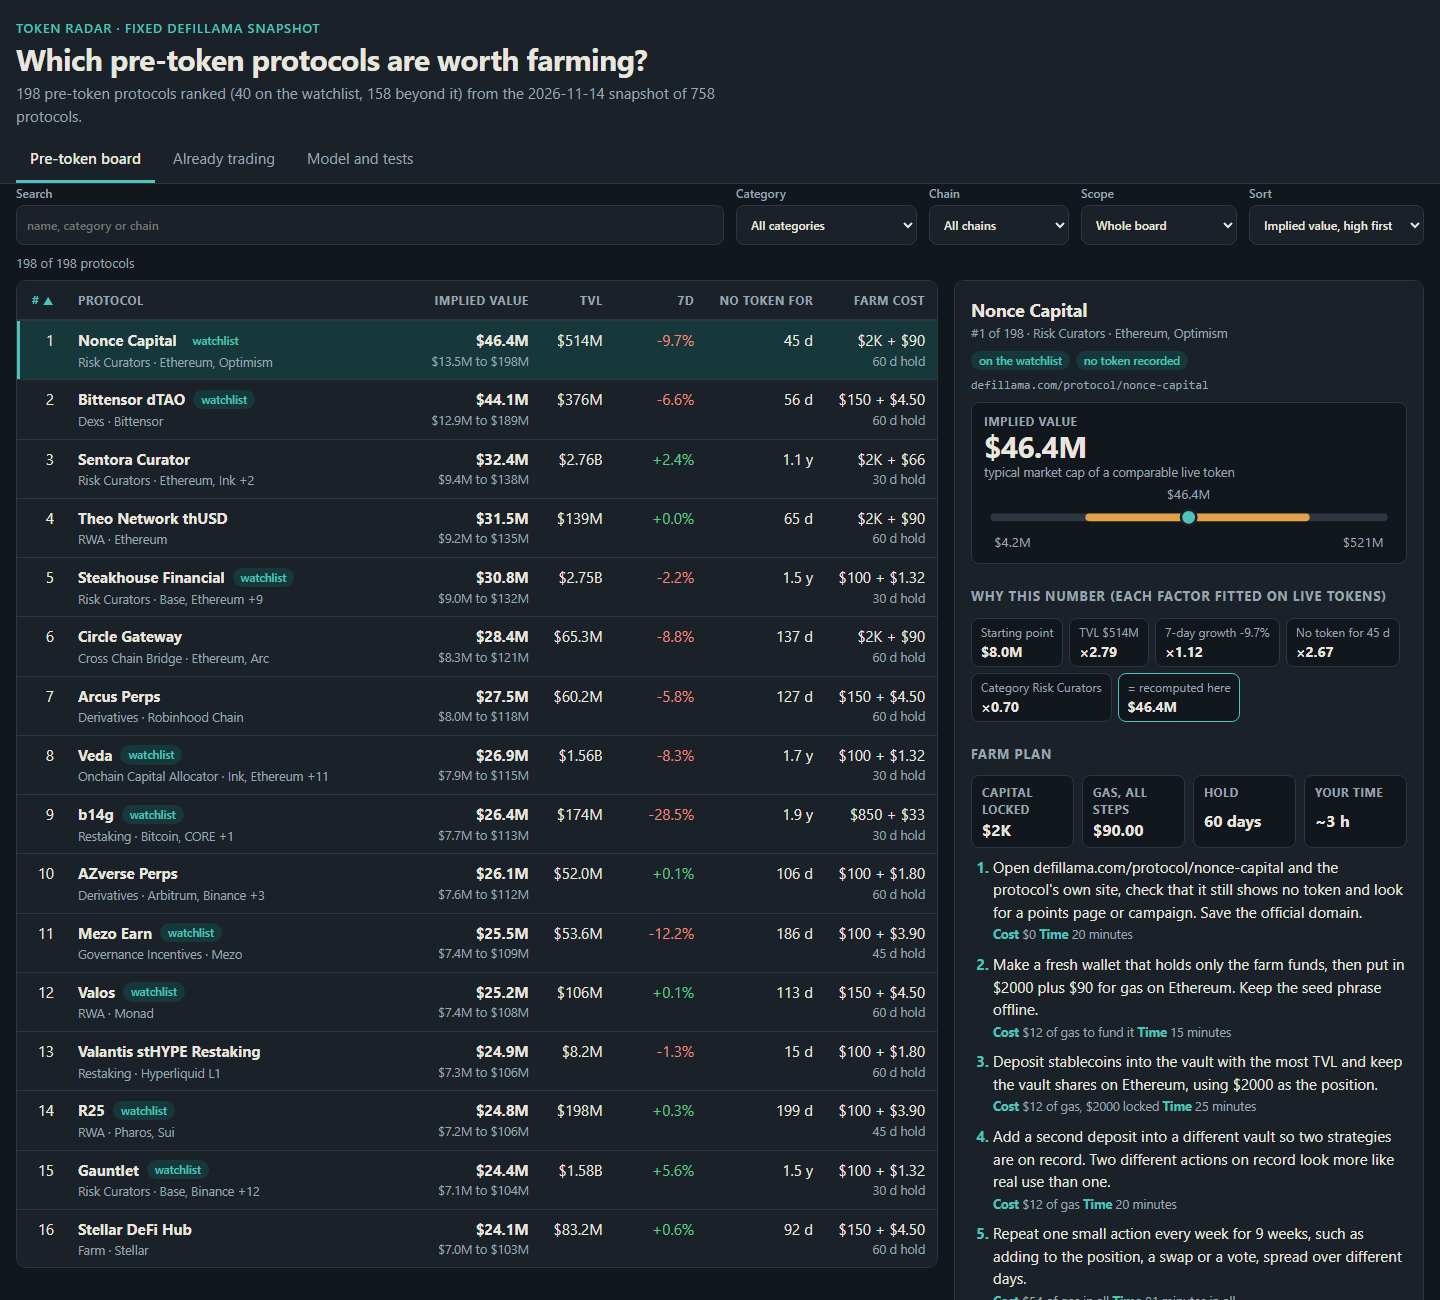 TOKEN RADAR · FIXED DEFILLAMA SNAPSHOT
Which pre-token protocols are worth farming?
198 pre-token protocols ranked (40 on the watchlist, 158 beyond it) from the 2026-11-14 snapshot of 758
protocols.
Pre-token board Already trading Model and tests
Search Category Chain Scope Sort
name, category or chain All categories All chains Whole board Implied value, high first
198 of 198 protocols
# ▲ PROTOCOL IMPLIED VALUE TVL 7D NO TOKEN FOR FARM COST
1 Nonce Capital watchlist $46.4M $514M -9.7% 45 d $2K + $90
Risk Curators · Ethereum, Optimism $13.5M to $198M 60 d hold
2 Bittensor dTAO watchlist $44.1M $376M -6.6% 56 d $150 + $4.50
Dexs · Bittensor $12.9M to $189M 60 d hold
3 Sentora Curator $32.4M $2.76B +2.4% 1.1 y $2K + $66
Risk Curators · Ethereum, Ink +2 $9.4M to $138M 30 d hold
4 Theo Network thUSD $31.5M $139M +0.0% 65 d $2K + $90
RWA · Ethereum $9.2M to $135M 60 d hold
5 Steakhouse Financial watchlist $30.8M $2.75B -2.2% 1.5 y $100 + $1.32
Risk Curators · Base, Ethereum +9 $9.0M to $132M 30 d hold
6 Circle Gateway $28.4M $65.3M -8.8% 137 d $2K + $90
Cross Chain Bridge · Ethereum, Arc $8.3M to $121M 60 d hold
7 Arcus Perps $27.5M $60.2M -5.8% 127 d $150 + $4.50
Derivatives · Robinhood Chain $8.0M to $118M 60 d hold
8 Veda watchlist $26.9M $1.56B -8.3% 1.7 y $100 + $1.32
Onchain Capital Allocator · Ink, Ethereum +11 $7.9M to $115M 30 d hold
9 b14g watchlist $26.4M $174M -28.5% 1.9 y $850 + $33
Restaking · Bitcoin, CORE +1 $7.7M to $113M 30 d hold
10 AZverse Perps $26.1M $52.0M +0.1% 106 d $100 + $1.80
Derivatives · Arbitrum, Binance +3 $7.6M to $112M 60 d hold
11 Mezo Earn watchlist $25.5M $53.6M -12.2% 186 d $100 + $3.90
Governance Incentives · Mezo $7.4M to $109M 45 d hold
12 Valos watchlist $25.2M $106M +0.1% 113 d $150 + $4.50
RWA · Monad $7.4M to $108M 60 d hold
13 Valantis stHYPE Restaking $24.9M $8.2M -1.3% 15 d $100 + $1.80
Restaking · Hyperliquid L1 $7.3M to $106M 60 d hold
14 R25 watchlist $24.8M $198M +0.3% 199 d $100 + $3.90
RWA · Pharos, Sui $7.2M to $106M 45 d hold
15 Gauntlet watchlist $24.4M $1.58B +5.6% 1.5 y $100 + $1.32
Risk Curators · Base, Binance +12 $7.1M to $104M 30 d hold
16 Stellar DeFi Hub $24.1M $83.2M +0.6% 92 d $150 + $4.50
Farm · Stellar $7.0M to $103M 60 d hold
Nonce Capital
#1 of 198 · Risk Curators · Ethereum, Optimism
on the watchlist no token recorded
defillama.com/protocol/nonce-capital
IMPLIED VALUE
$46.4M
typical market cap of a comparable live token
$46.4M
$4.2M $521M
WHY THIS NUMBER (EACH FACTOR FITTED ON LIVE TOKENS)
Starting point TVL $514M 7-day growth -9.7% No token for 45 d
$8.0M ×2.79 ×1.12 ×2.67
Category Risk Curators = recomputed here
×0.70 $46.4M
FARM PLAN
CAPITAL LOCKED GAS, ALL STEPS HOLD YOUR TIME
$2K $90.00 60 days ~3 h
1. Open defillama.com/protocol/nonce-capital and the
protocol's own site, check that it still shows no token and look
for a points page or campaign. Save the official domain.
Cost $0 Time 20 minutes
2. Make a fresh wallet that holds only the farm funds, then put in
$2000 plus $90 for gas on Ethereum. Keep the seed phrase
offline.
Cost $12 of gas to fund it Time 15 minutes
3. Deposit stablecoins into the vault with the most TVL and keep
the vault shares on Ethereum, using $2000 as the position.
Cost $12 of gas, $2000 locked Time 25 minutes
4. Add a second deposit into a different vault so two strategies
are on record. Two different actions on record look more like
real use than one.
Cost $12 of gas Time 20 minutes
5. Repeat one small action every week for 9 weeks, such as
adding to the position, a swap or a vote, spread over different
days.